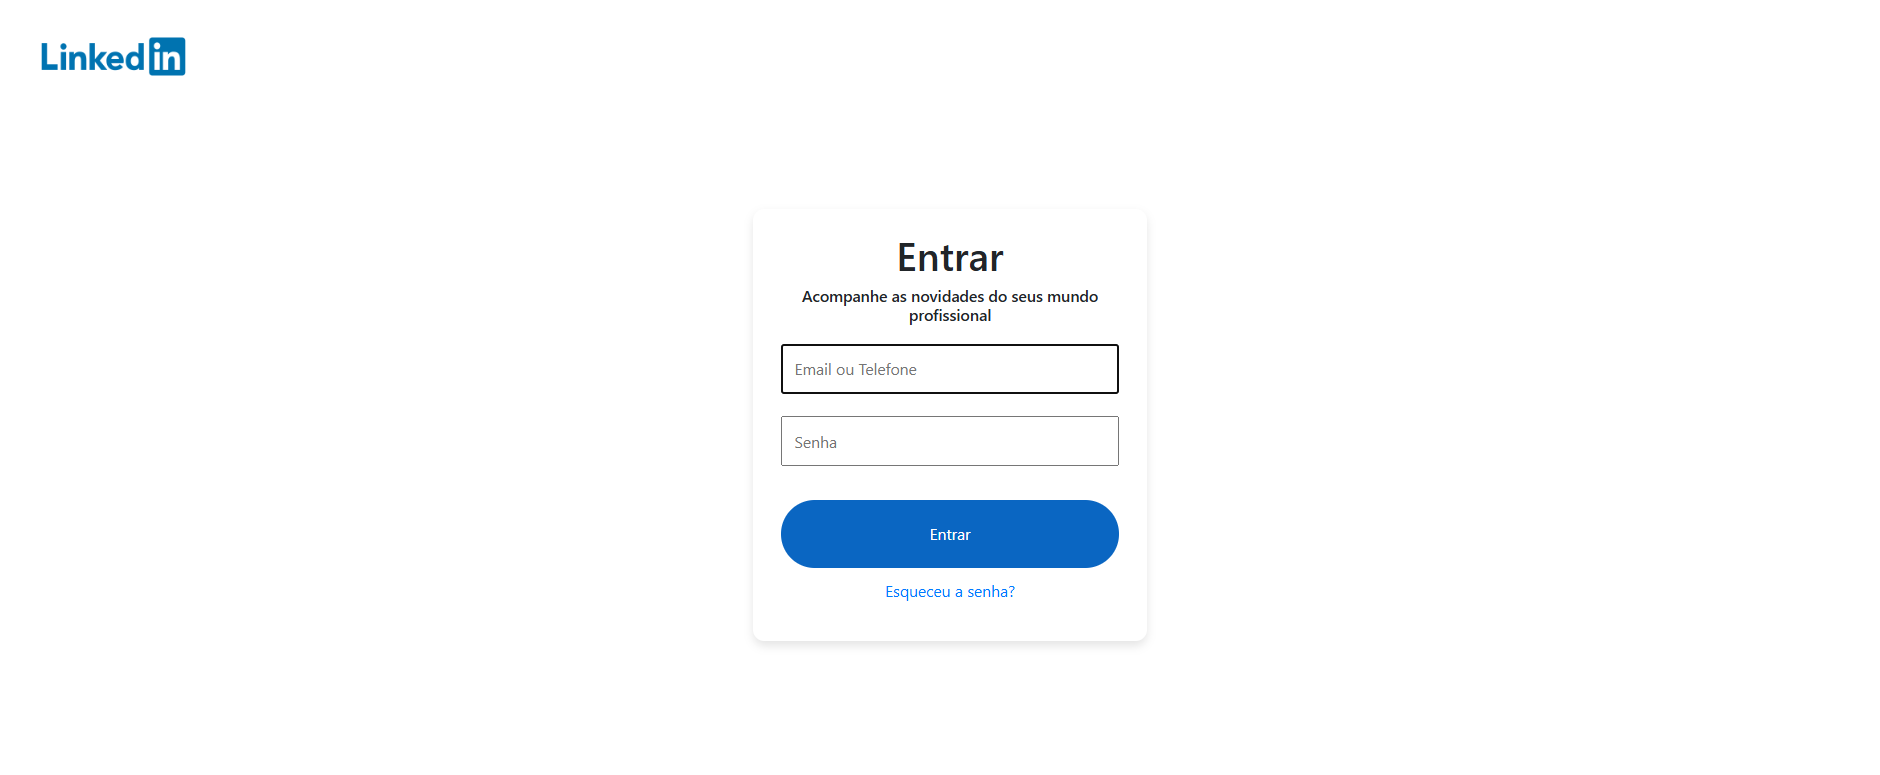 Linkedin
Entrar
Acompanhe as novidades do seus mundo
profissional
Email ou Telefone
Senha
Entrar
Esqueceu a senha?